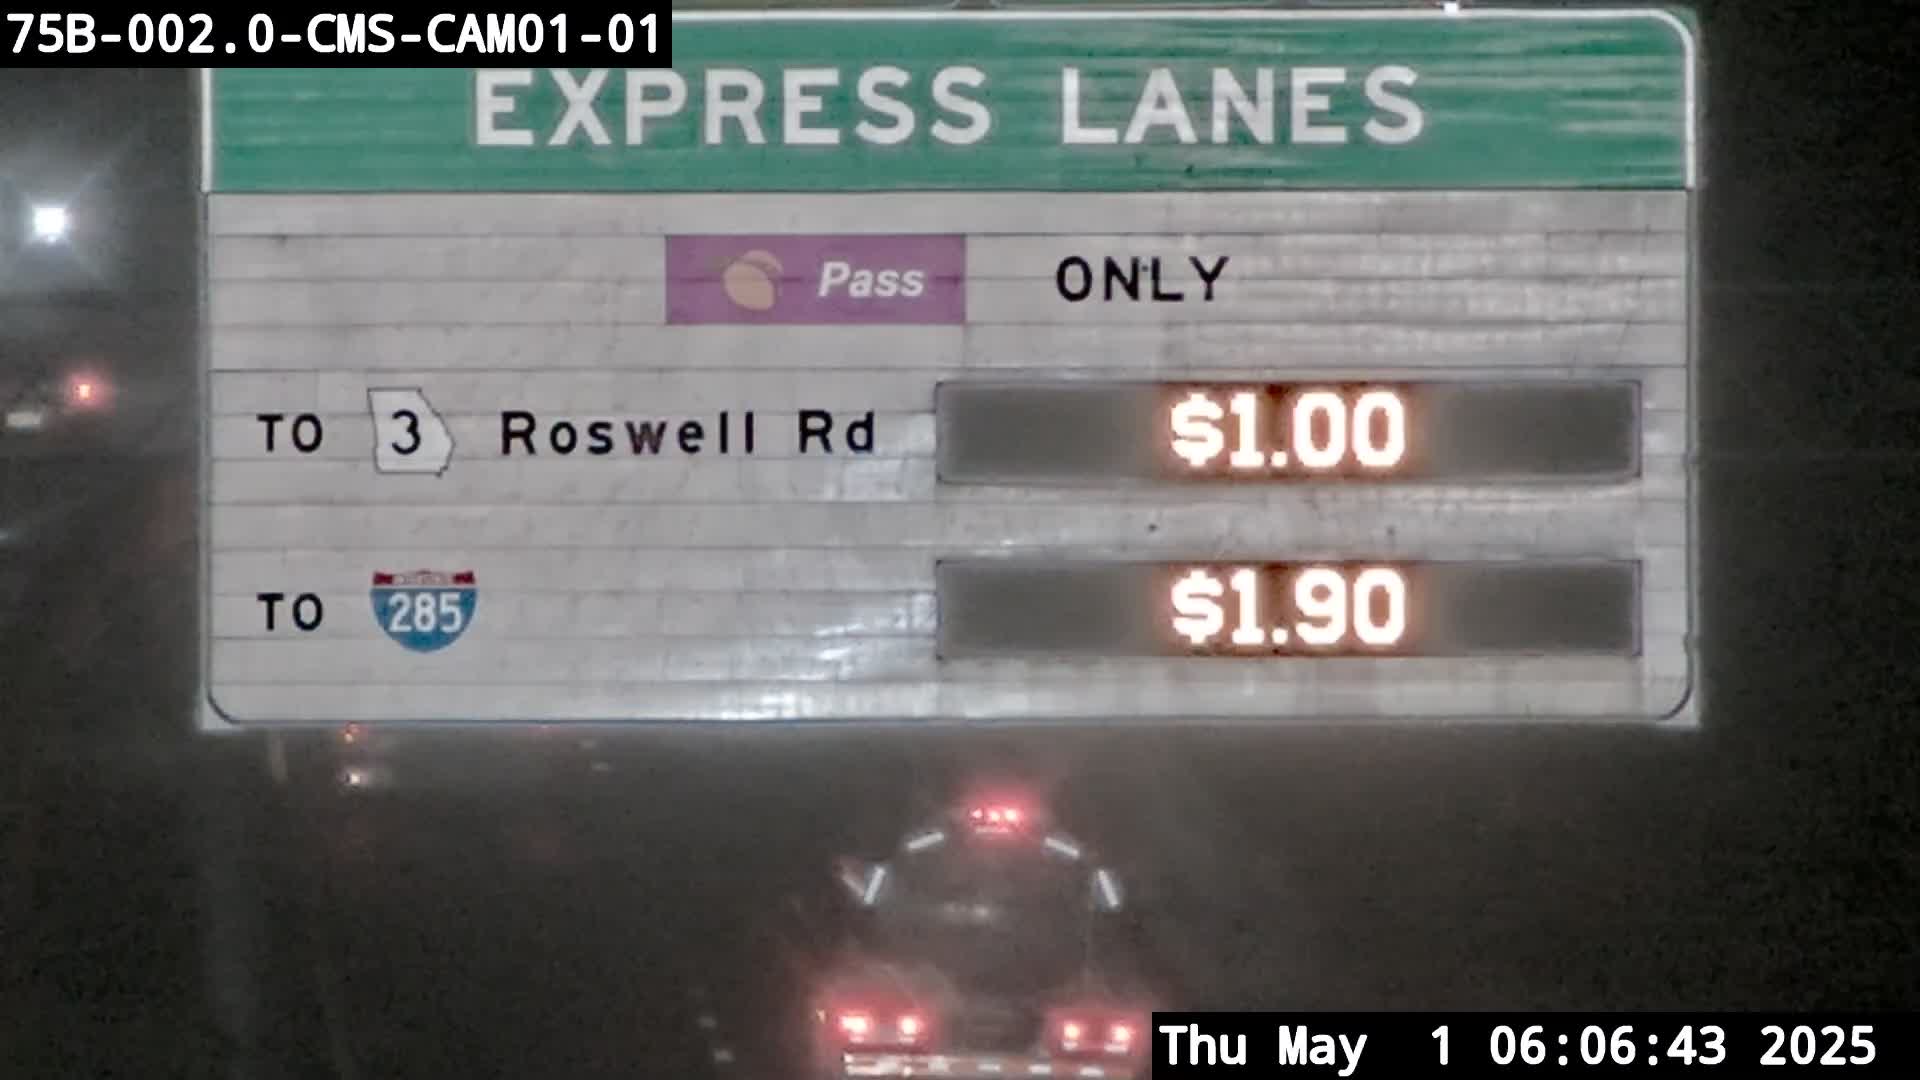 75B-002.0-CMS-CAM01-01
EXPRESS LANES
Pass ONLY
TO 3 Roswell Rd $1.00
TO 285 $1.90
Thu May 1 06:06:43 2025